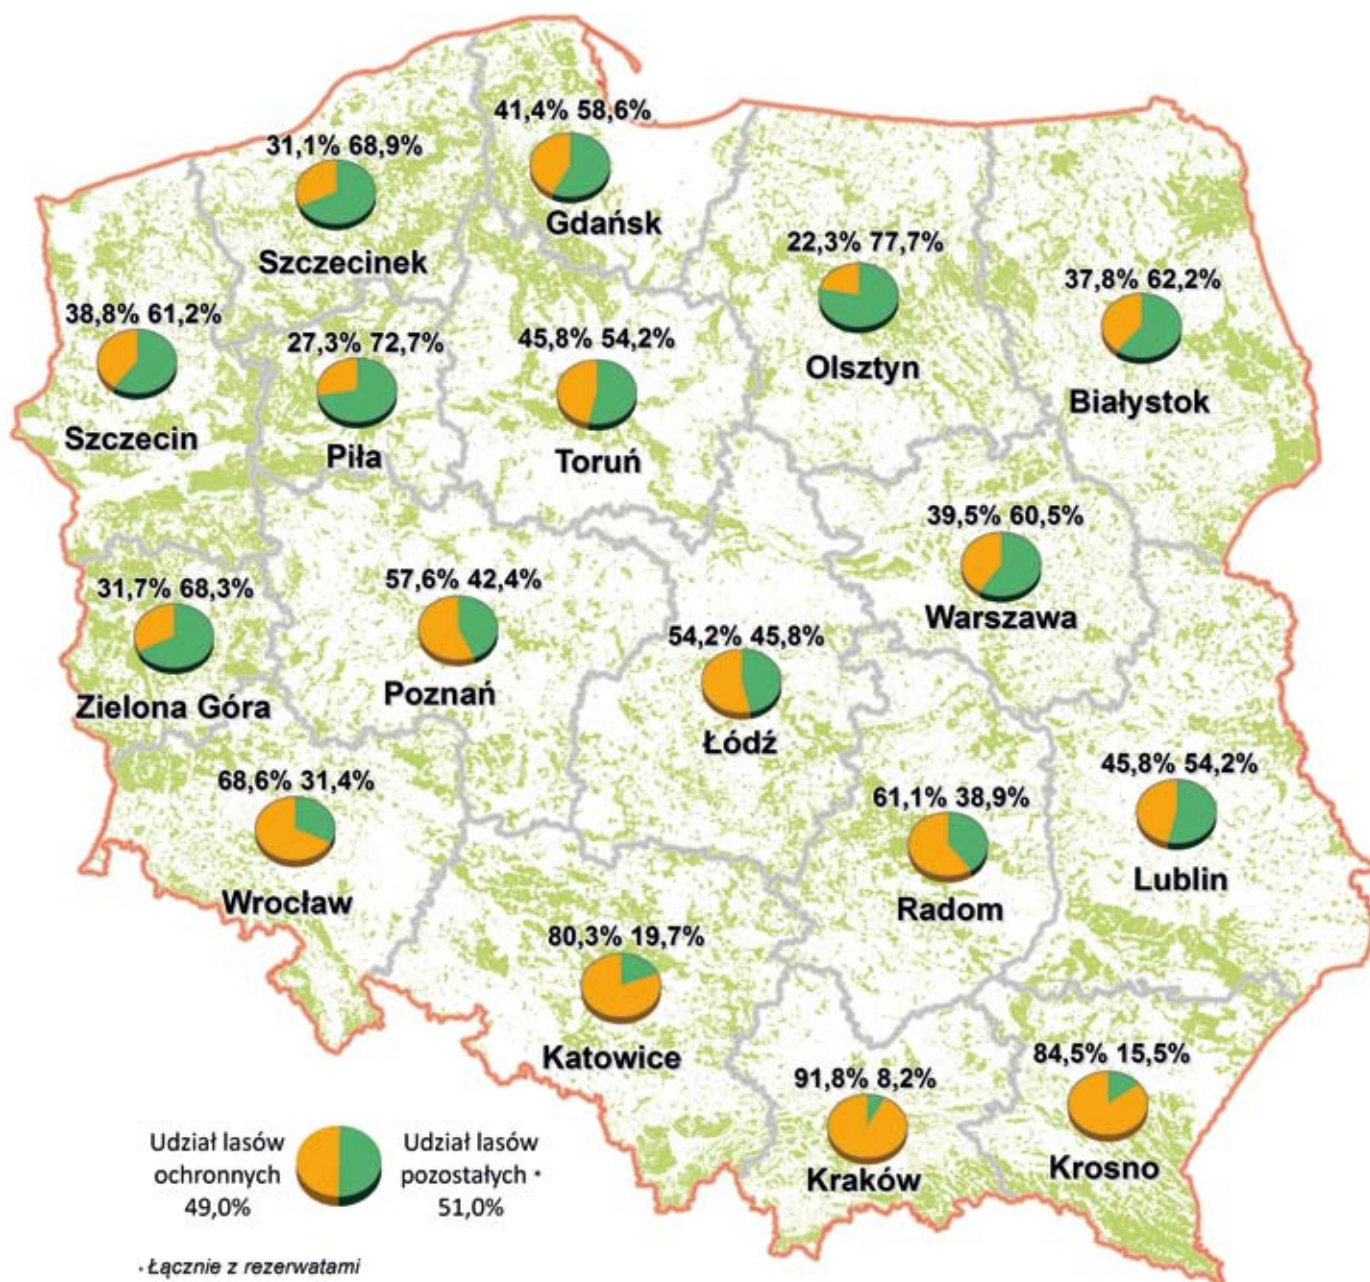 41,4% 58,6%
Gdańsk
31,1% 68,9%
Szczecinek
22,3% 77,7%
Olsztyn
37,8% 62,2%
Białystok
38,8% 61,2%
Szczecin
27,3% 72,7%
Piła
45,8% 54,2%
Toruń
39,5% 60,5%
Warszawa
31,7% 68,3%
Zielona Góra
57,6% 42,4%
Poznań
54,2% 45,8%
Łódź
68,6% 31,4%
Wrocław
61,1% 38,9%
Radom
45,8% 54,2%
Lublin
80,3% 19,7%
Katowice
91,8% 8,2%
Kraków
84,5% 15,5%
Krosno
Udział lasów
ochronnych
49,0%
Udział lasów
pozostałych *
51,0%
* Łącznie z rezerwatami